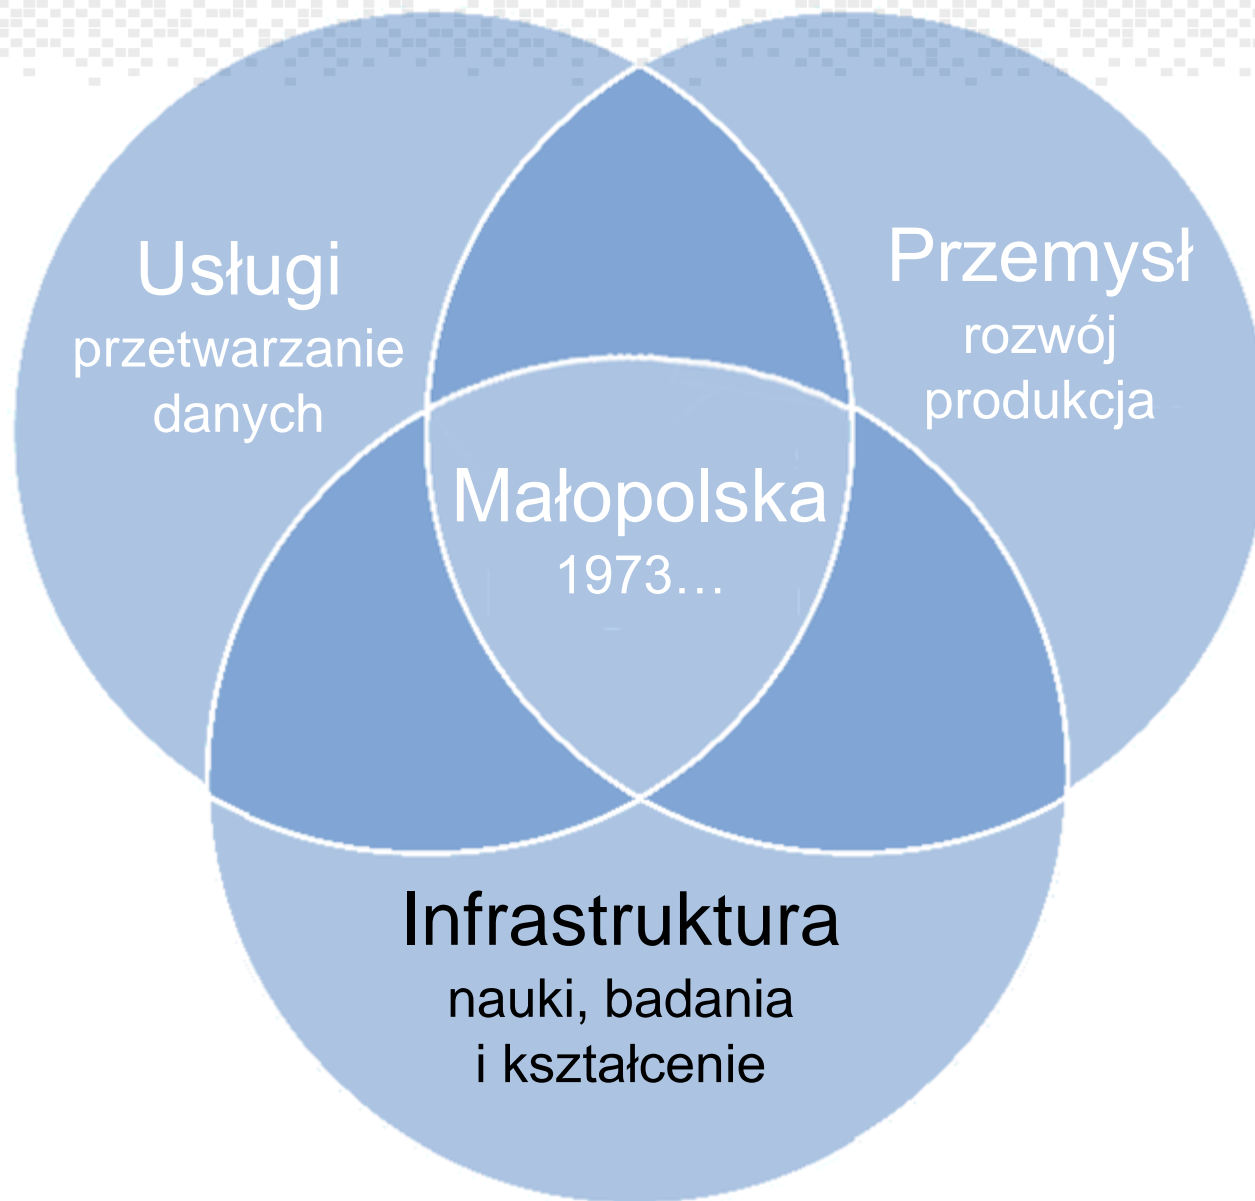 Usługi
przetwarzanie
danych
Przemysł
rozwój
produkcja
Małopolska
1973...
Infrastruktura
nauki, badania
i kształcenie